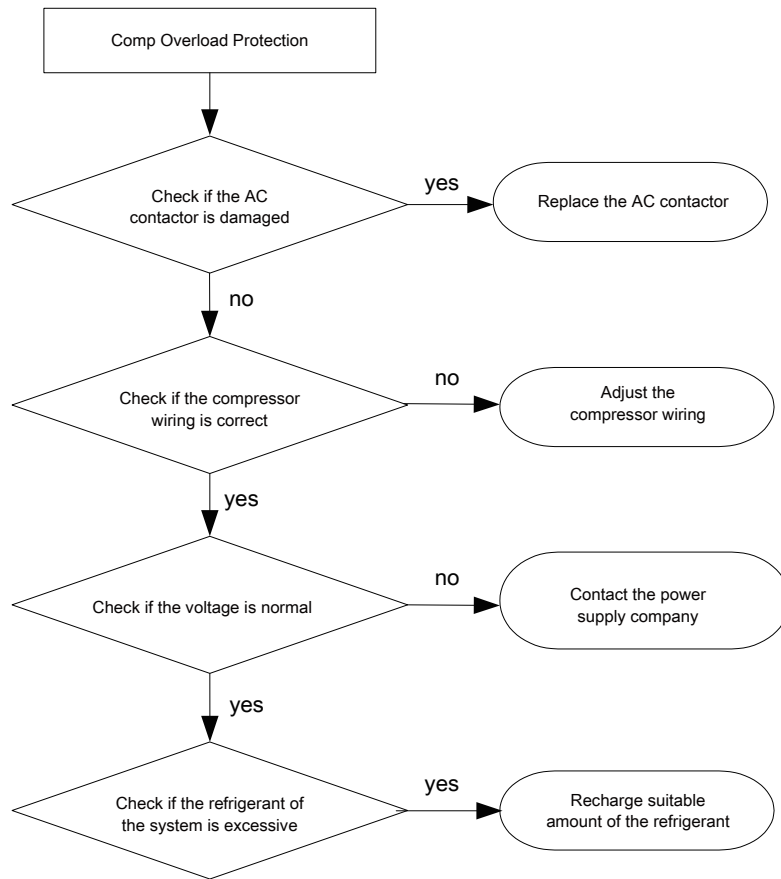 Comp Overload Protection
Check if the AC
contactor is damaged
yes
Replace the AC contactor
no
Check if the compressor
wiring is correct
no
Adjust the
compressor wiring
yes
Check if the voltage is normal
no
Contact the power
supply company
yes
Check if the refrigerant of
the system is excessive
yes
Recharge suitable
amount of the refrigerant